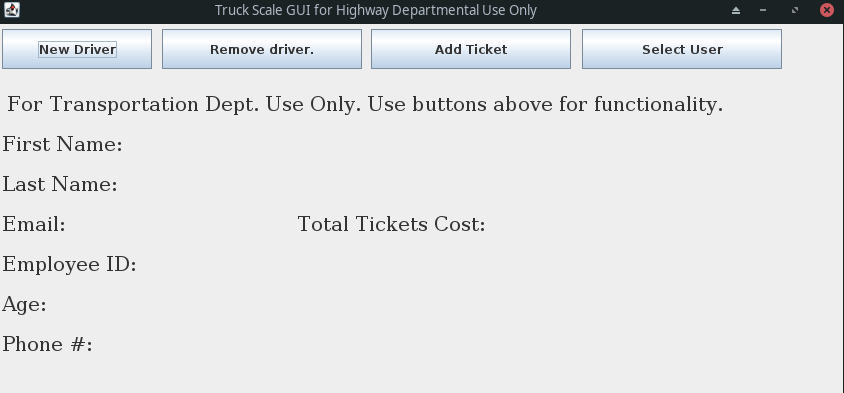 Truck Scale GUI for Highway Departmental Use Only
New Driver Remove driver. Add Ticket Select User
For Transportation Dept. Use Only. Use buttons above for functionality.
First Name:
Last Name:
Email: Total Tickets Cost:
Employee ID:
Age:
Phone #: